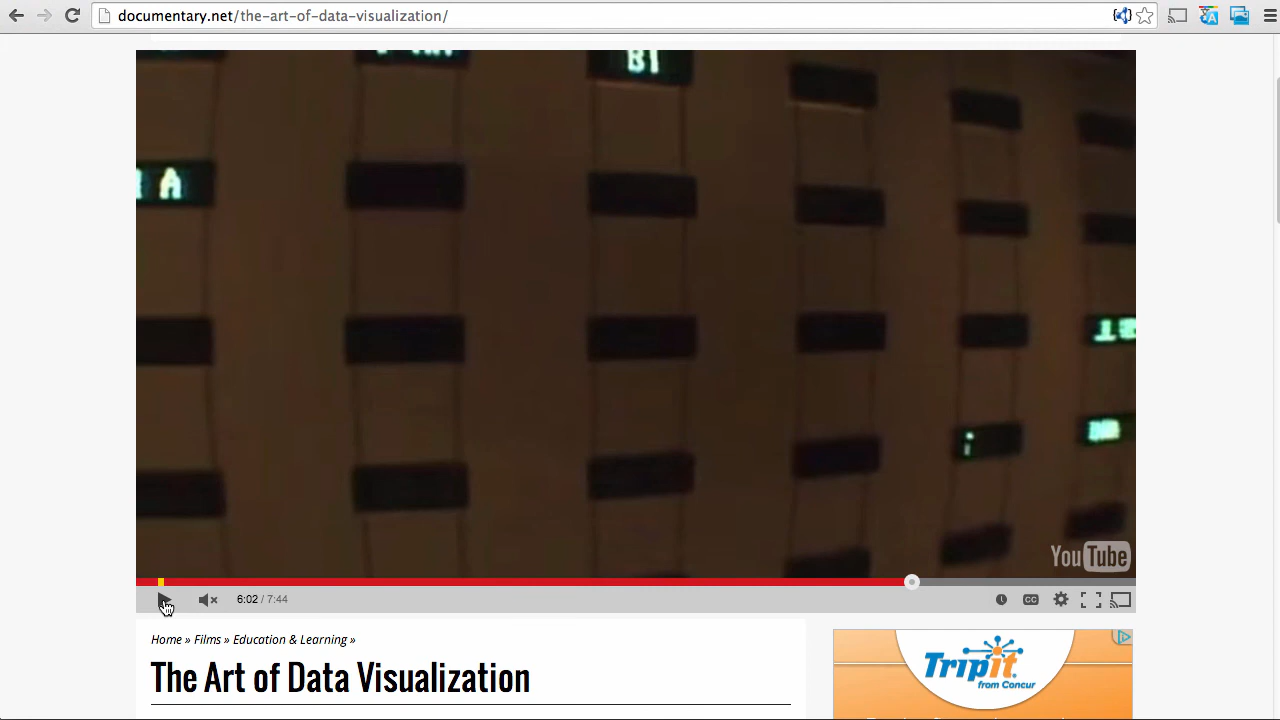 documentary.net/the-art-of-data-visualization/
B1
A
YouTube
CC
6:02 / 7:44
Home » Films » Education & Learning »
The Art of Data Visualization
TripIt
from Concur